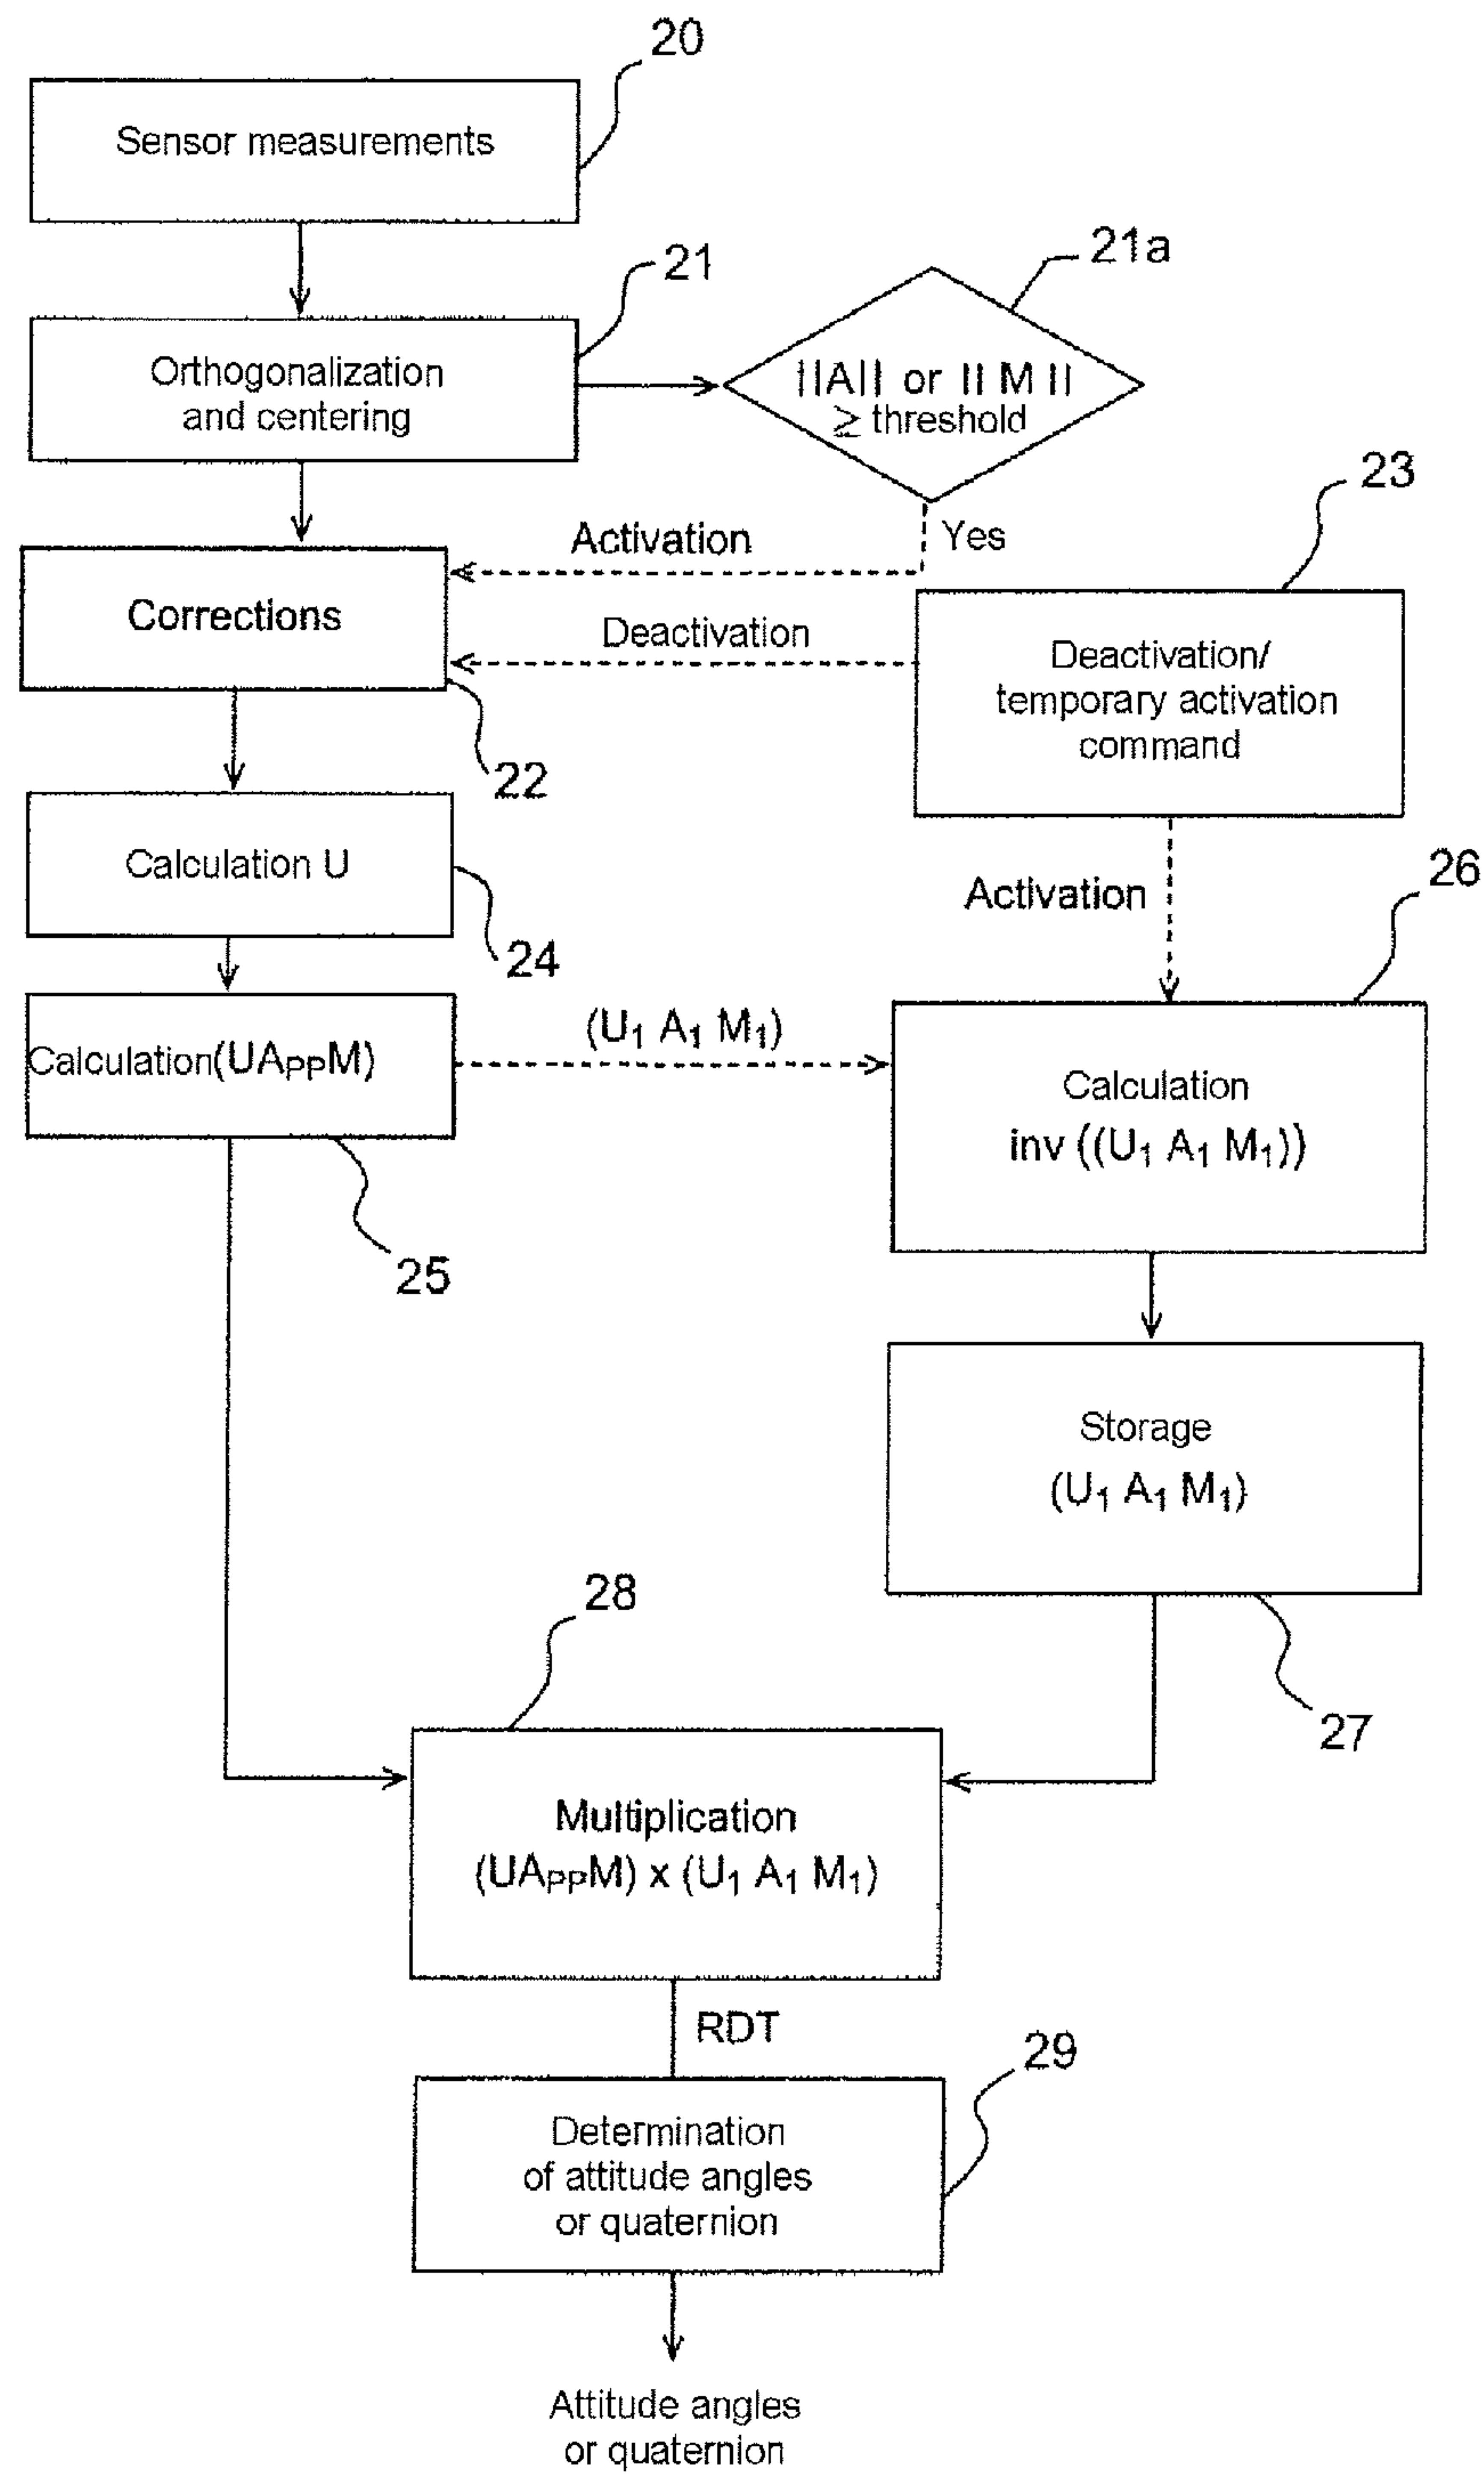 20
Sensor measurements
21
21a
Orthogonalization
and centering
||A|| or || M ||
≥ threshold
23
Activation
Yes
Corrections
Deactivation
Deactivation/
temporary activation
command
22
Calculation U
24
Activation
26
Calculation(UAPPM)
(U1 A1 M1)
Calculation
inv ((U1 A1 M1))
25
Storage
(U1 A1 M1)
28
27
Multiplication
(UAPPM) x (U1 A1 M1)
RDT
29
Determination
of attitude angles
or quaternion
Attitude angles
or quaternion